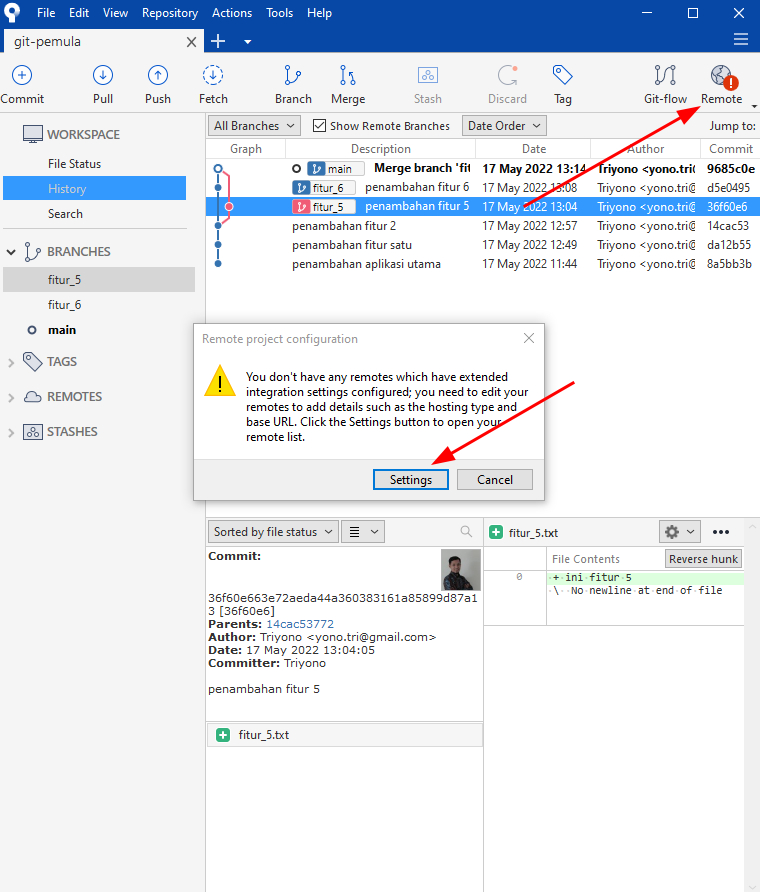 File Edit View Repository Actions Tools Help
git-pemula
Commit Pull Push Fetch Branch Merge Stash Discard Tag Git-flow Remote
WORKSPACE
File Status
History
Search
BRANCHES
fitur_5
fitur_6
main
TAGS
REMOTES
STASHES
All Branches Show Remote Branches Date Order Jump to:
Graph Description Date Author Commit
main Merge branch 'fit 17 May 2022 13:14 Triyono <yono.tri@ 9685c0e
fitur_6 penambahan fitur 6 17 May 2022 13:08 Triyono <yono.tri@ d5e0495
fitur_5 penambahan fitur 5 17 May 2022 13:04 Triyono <yono.tri@ 36f60e6
penambahan fitur 2 17 May 2022 12:57 Triyono <yono.tri@ 14cac53
penambahan fitur satu 17 May 2022 12:49 Triyono <yono.tri@ da12b55
penambahan aplikasi utama 17 May 2022 11:44 Triyono <yono.tri@ 8a5bb3b
Remote project configuration
You don't have any remotes which have extended
integration settings configured; you need to edit your
remotes to add details such as the hosting type and
base URL. Click the Settings button to open your
remote list.
Settings Cancel
Sorted by file status
Commit:
36f60e663e72aeda44a360383161a85899d87a1
3 [36f60e6]
Parents: 14cac53772
Author: Triyono <yono.tri@gmail.com>
Date: 17 May 2022 13:04:05
Committer: Triyono
penambahan fitur 5
fitur_5.txt
fitur_5.txt
File Contents Reverse hunk
0 + ini fitur 5
\ No newline at end of file